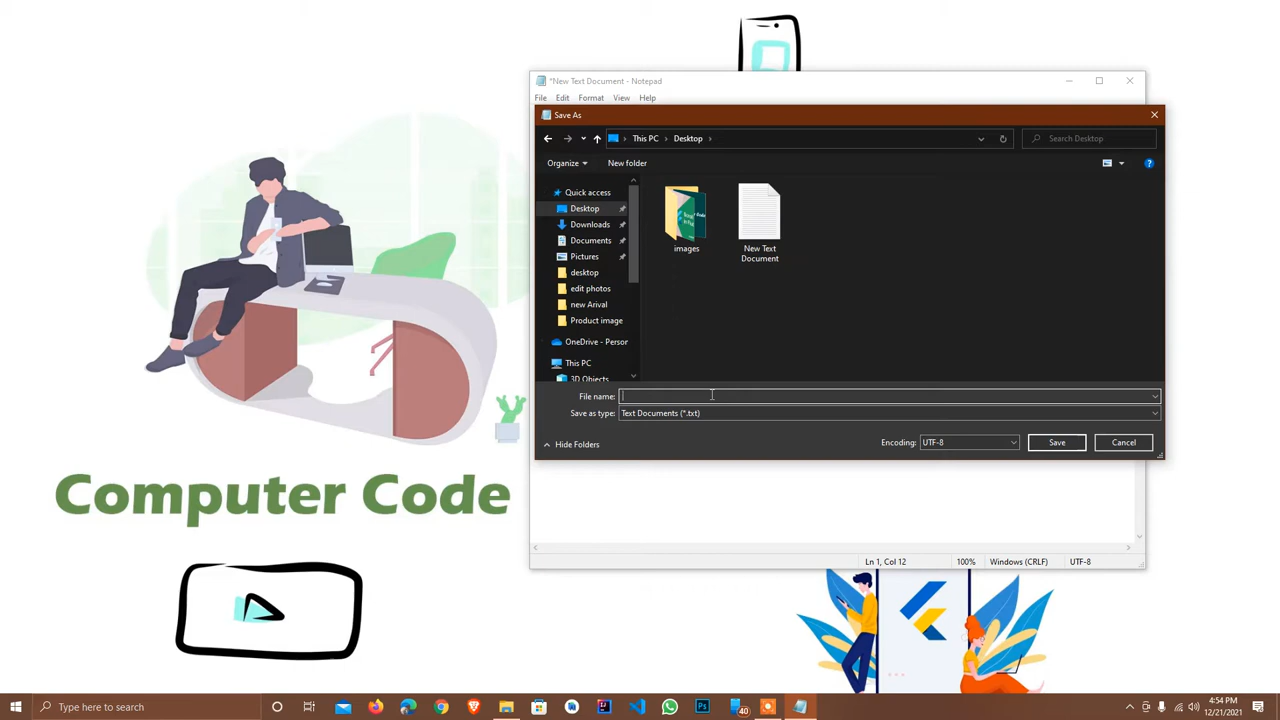 *New Text Document - Notepad
File Edit Format View Help
Save As
This PC Desktop
Search Desktop
Organize New folder
Quick access
Desktop
Downloads
Documents
Pictures
desktop
edit photos
new Arival
Product image
OneDrive - Person
This PC
3D Objects
images
New Text
Document
File name:
Save as type: Text Documents (*.txt)
Hide Folders
Encoding: UTF-8
Save Cancel
Computer Code
Ln 1, Col 12 100% Windows (CRLF) UTF-8
Type here to search
40
4:54 PM
12/21/2021